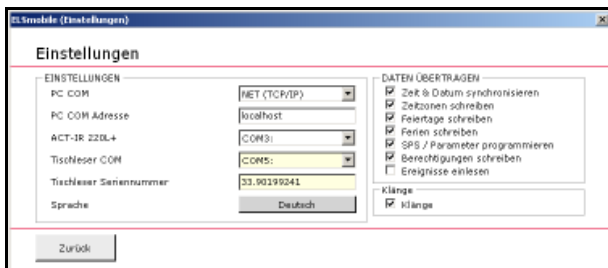 ELSmobile (Einstellungen)
Einstellungen
EINSTELLUNGEN
PC COM
NET (TCP/IP)
PC COM Adresse
localhost
ACT-IR 220L+
COM3:
Tischleser COM
COM5:
Tischleser Seriennummer
33.90199241
Sprache
Deutsch
DATEN ÜBERTRAGEN
Zeit & Datum synchronisieren
Zeitzonen schreiben
Feiertage schreiben
Ferien schreiben
SPS / Parameter programmieren
Berechtigungen schreiben
Ereignisse einlesen
Klänge
Klänge
Zurück